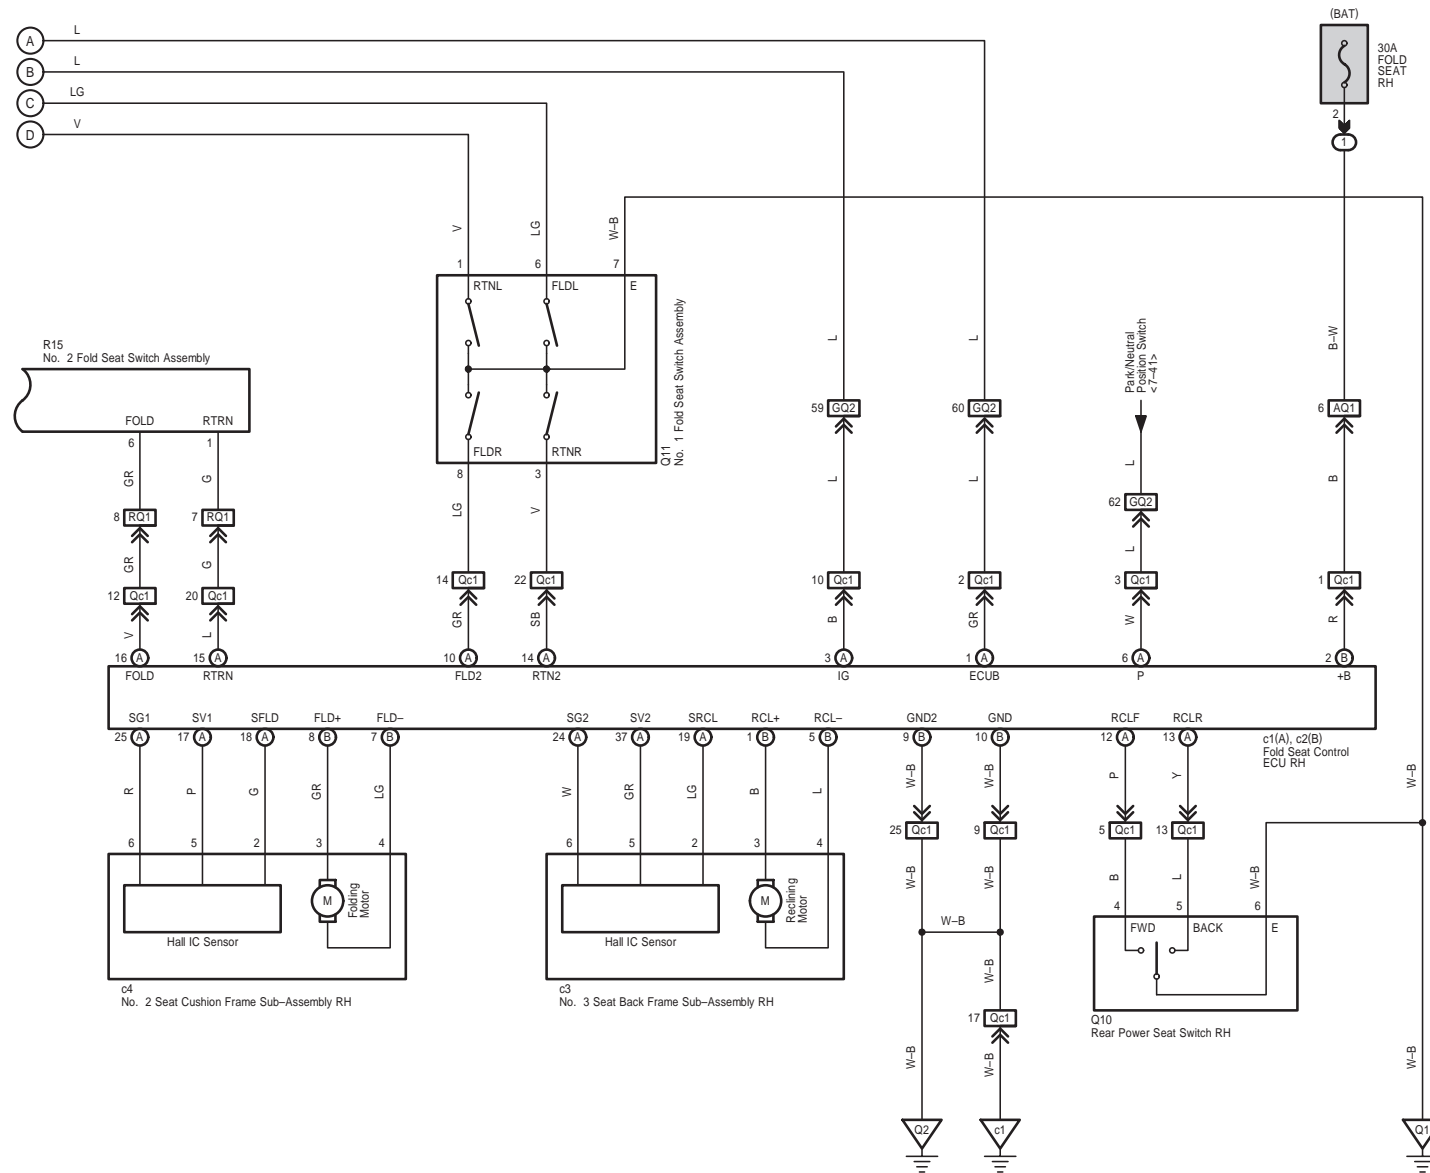 (BAT)
A L
30A
FOLD
SEAT
RH
B L
C LG
D V
2
1
V LG W–B
1 6 7
RTNL FLDL E
Q11
No. 1 Fold Seat Switch Assembly
FLDR RTNR
8 3
R15
No. 2 Fold Seat Switch Assembly
FOLD RTRN
6 1
L L B–W
Park/Neutral
Position Switch
<7–41>
59 GQ2 60 GQ2 6 AQ1
GR G LG V L L L B
62 GQ2
8 RQ1 7 RQ1
GR G L
14 Qc1 22 Qc1 10 Qc1 2 Qc1 3 Qc1 1 Qc1
12 Qc1 20 Qc1
V L GR SB B GR W R
16 A 15 A 10 A 14 A 3 A 1 A 6 A 2 B
FOLD RTRN FLD2 RTN2 IG ECUB P +B
SG1 SV1 SFLD FLD+ FLD– SG2 SV2 SRCL RCL+ RCL– GND2 GND RCLF RCLR
25 A 17 A 18 A 8 B 7 B 24 A 37 A 19 A 1 B 5 B 9 B 10 B 12 A 13 A
c1(A), c2(B)
Fold Seat Control
ECU RH
R P G GR LG W GR LG B L W–B W–B P Y W–B
25 Qc1 9 Qc1 5 Qc1 13 Qc1
6 5 2 3 4 6 5 2 3 4
W–B W–B B L W–B
4 5 6
M
Folding
Motor
M
Reclining
Motor
W–B
FWD BACK E
Hall IC Sensor Hall IC Sensor
W–B
c4
No. 2 Seat Cushion Frame Sub–Assembly RH
c3
No. 3 Seat Back Frame Sub–Assembly RH
17 Qc1
Q10
Rear Power Seat Switch RH
W–B W–B W–B
Q2 c1 Q1